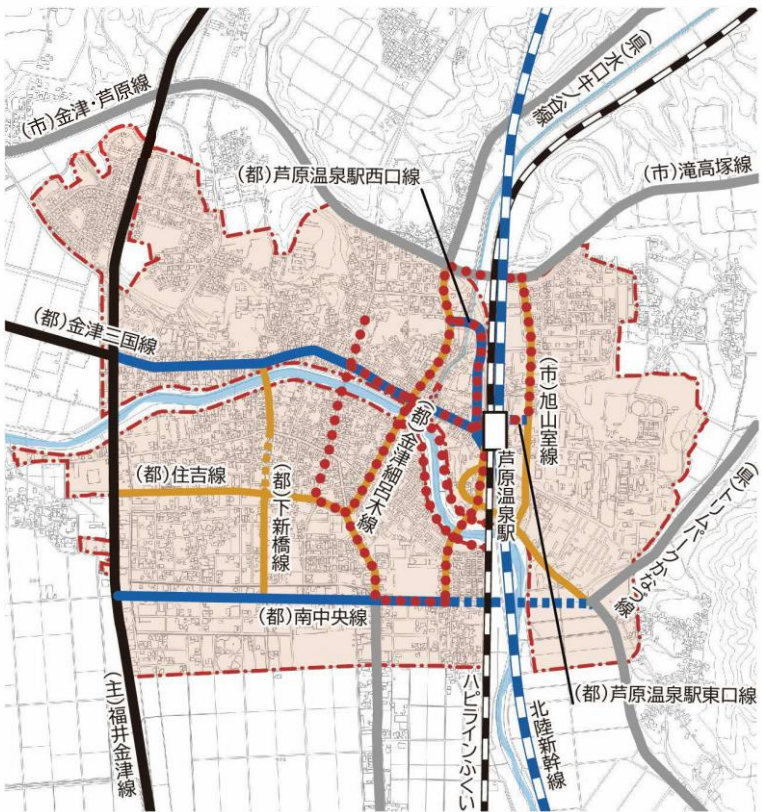 (県)水口牛ノ谷線
(市)金津・芦原線
(都)芦原温泉駅西口線
(市)滝高塚線
(都)金津三国線
(市)旭山室線
(都)金津細呂木線
(都)住吉線
(都)下新橋線
芦原温泉駅
(県)トリムパークかなづ線
(都)南中央線
(都)芦原温泉駅東口線
(主)福井金津線
ハピラインふくい
北陸新幹線